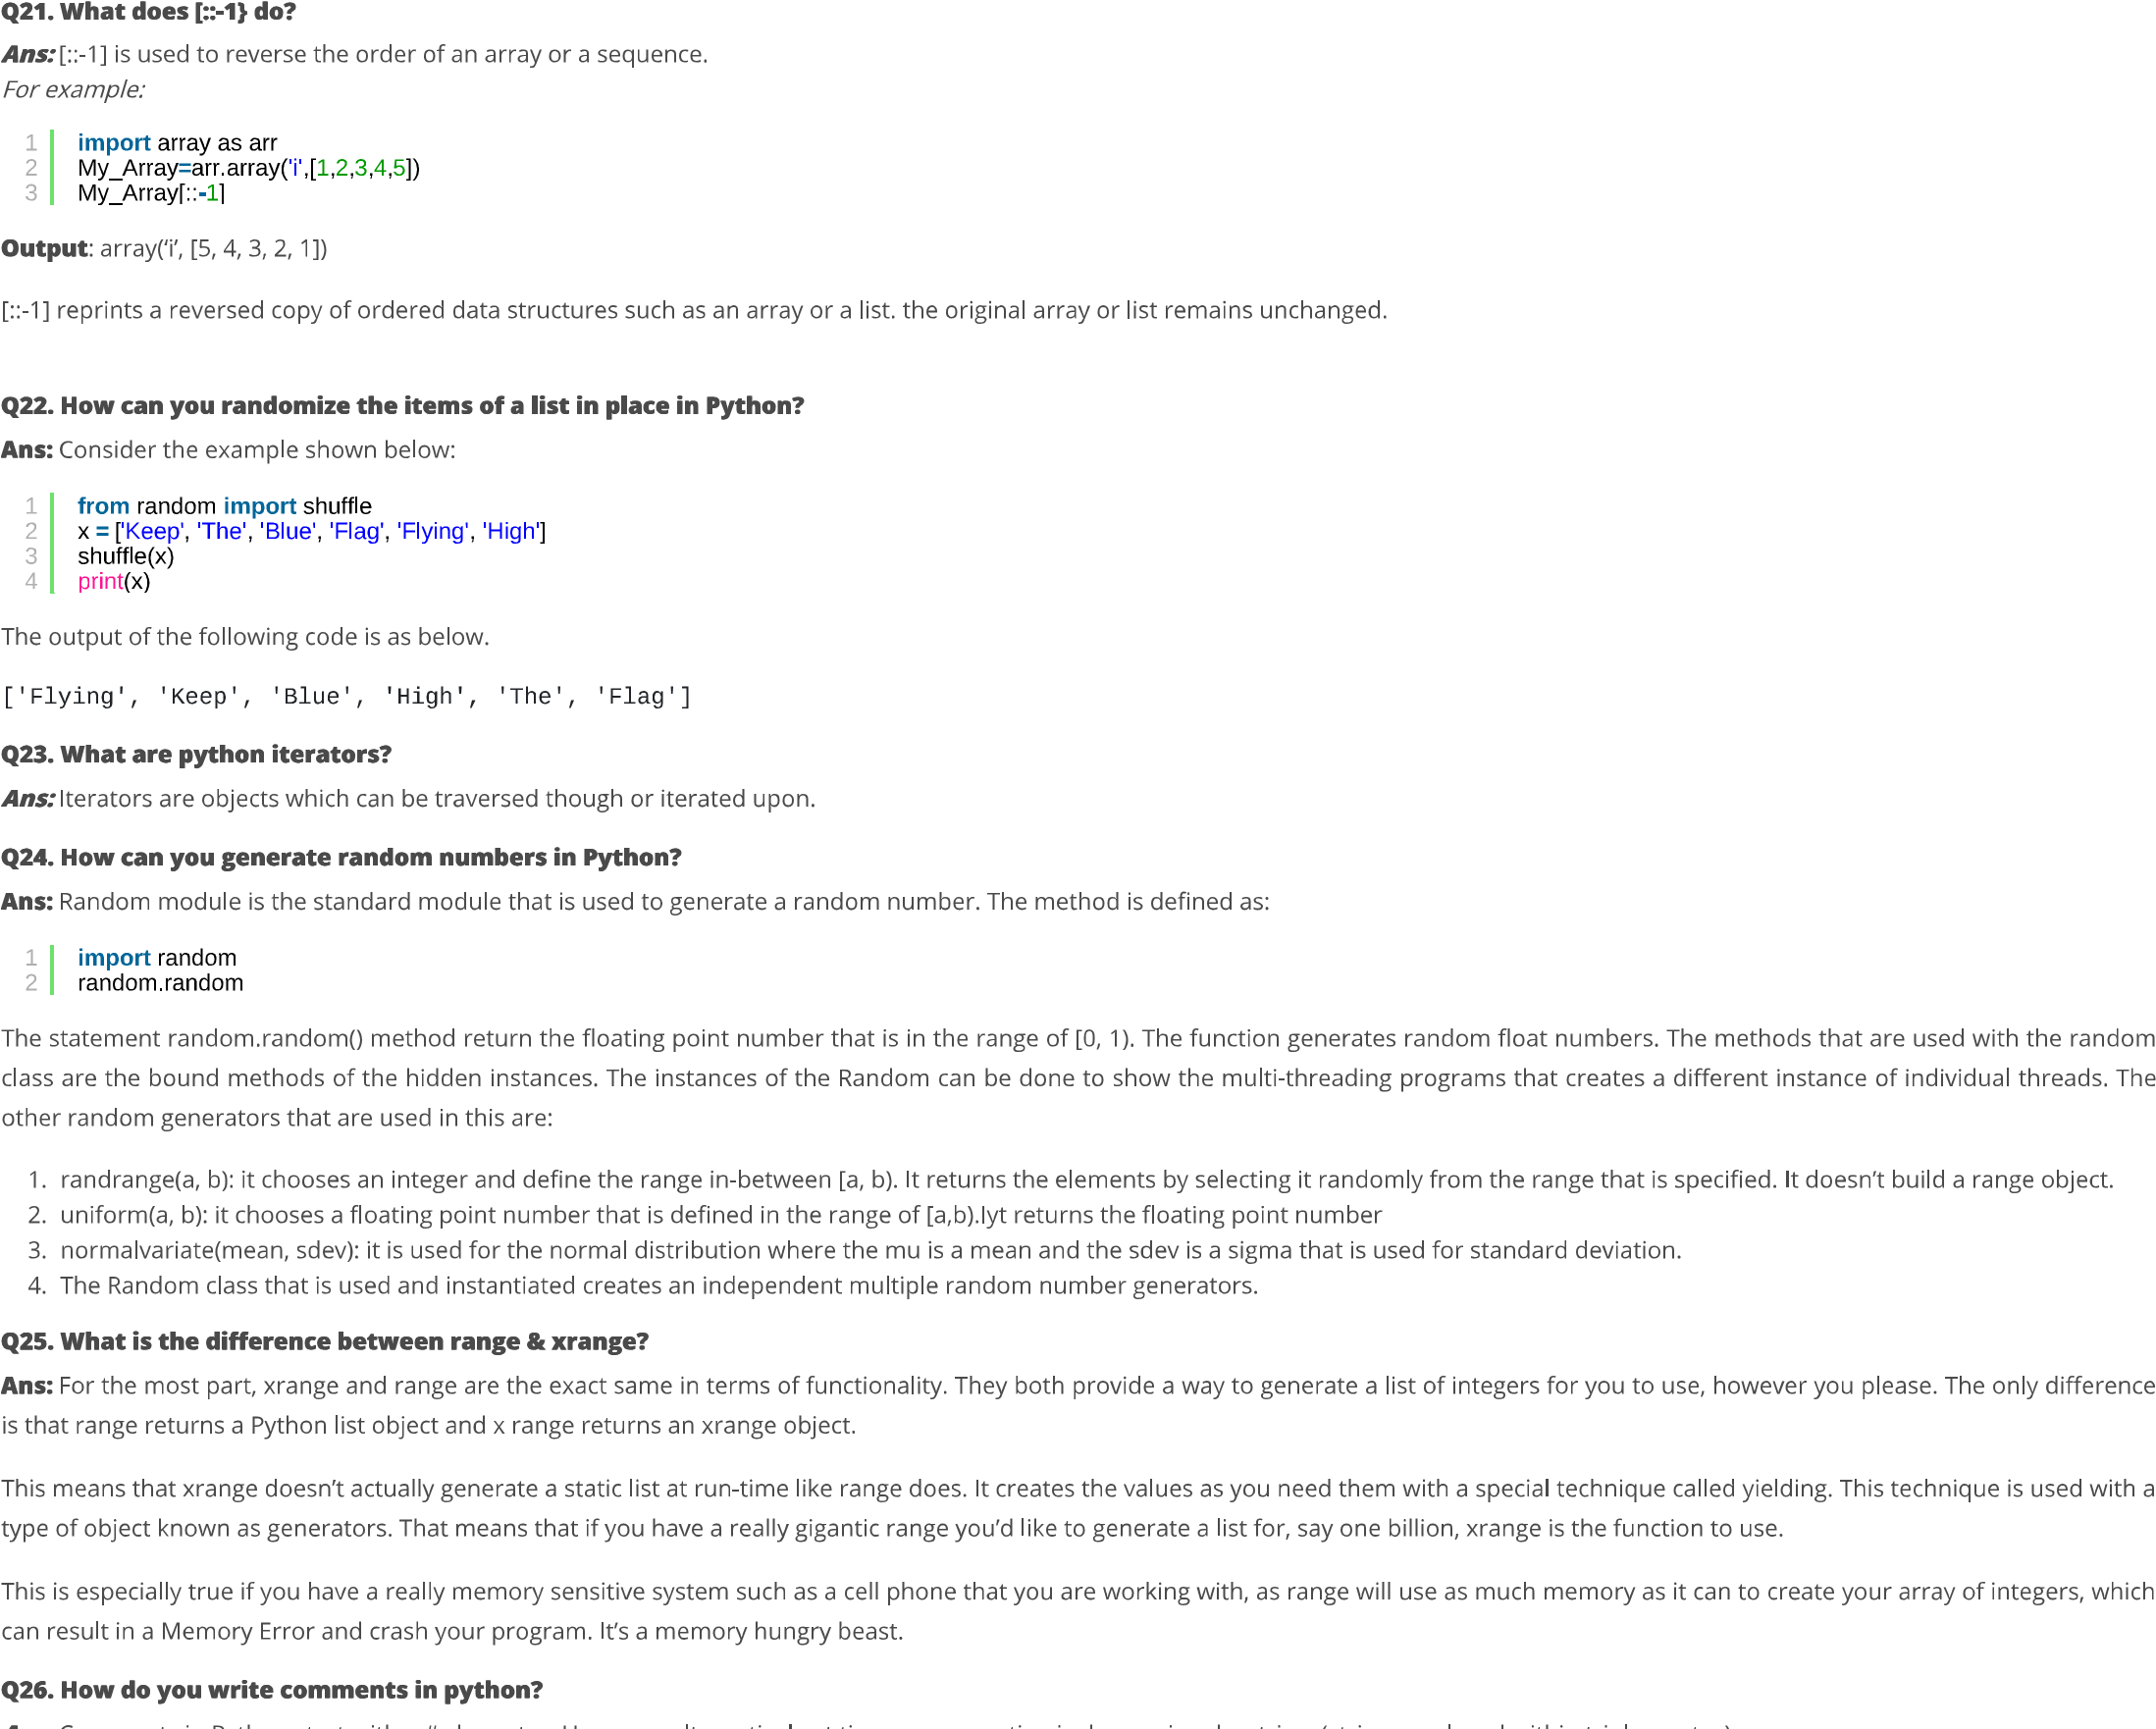 Q21. What does [::-1} do?
Ans: [::-1] is used to reverse the order of an array or a sequence.
For example:
1 import array as arr
2 My_Array=arr.array('i',[1,2,3,4,5])
3 My_Array[::-1]
Output: array(‘i’, [5, 4, 3, 2, 1])
[::-1] reprints a reversed copy of ordered data structures such as an array or a list. the original array or list remains unchanged.
Q22. How can you randomize the items of a list in place in Python?
Ans: Consider the example shown below:
1 from random import shuffle
2 x = ['Keep', 'The', 'Blue', 'Flag', 'Flying', 'High']
3 shuffle(x)
4 print(x)
The output of the following code is as below.
['Flying', 'Keep', 'Blue', 'High', 'The', 'Flag']
Q23. What are python iterators?
Ans: Iterators are objects which can be traversed though or iterated upon.
Q24. How can you generate random numbers in Python?
Ans: Random module is the standard module that is used to generate a random number. The method is defined as:
1 import random
2 random.random
The statement random.random() method return the floating point number that is in the range of [0, 1). The function generates random float numbers. The methods that are used with the random
class are the bound methods of the hidden instances. The instances of the Random can be done to show the multi-threading programs that creates a different instance of individual threads. The
other random generators that are used in this are:
1. randrange(a, b): it chooses an integer and define the range in-between [a, b). It returns the elements by selecting it randomly from the range that is specified. It doesn’t build a range object.
2. uniform(a, b): it chooses a floating point number that is defined in the range of [a,b).Iyt returns the floating point number
3. normalvariate(mean, sdev): it is used for the normal distribution where the mu is a mean and the sdev is a sigma that is used for standard deviation.
4. The Random class that is used and instantiated creates an independent multiple random number generators.
Q25. What is the difference between range & xrange?
Ans: For the most part, xrange and range are the exact same in terms of functionality. They both provide a way to generate a list of integers for you to use, however you please. The only difference
is that range returns a Python list object and x range returns an xrange object.
This means that xrange doesn’t actually generate a static list at run-time like range does. It creates the values as you need them with a special technique called yielding. This technique is used with a
type of object known as generators. That means that if you have a really gigantic range you’d like to generate a list for, say one billion, xrange is the function to use.
This is especially true if you have a really memory sensitive system such as a cell phone that you are working with, as range will use as much memory as it can to create your array of integers, which
can result in a Memory Error and crash your program. It’s a memory hungry beast.
Q26. How do you write comments in python?